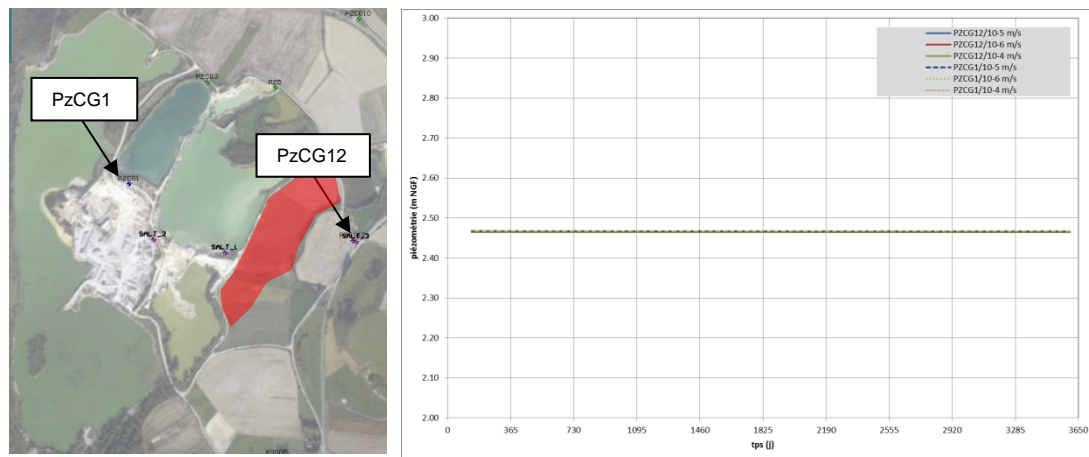 PZCG10
PZCG3
PZ5
PzCG1
PzCG12
PZCG1
SALT_2
SALT_1
3.00
2.90
2.80
2.70
2.60
2.50
2.40
2.30
2.20
2.10
2.00
piézométrie (m NGF)
PZCG12/10-5 m/s
PZCG12/10-6 m/s
PZCG12/10-4 m/s
PZCG1/10-5 m/s
PZCG1/10-6 m/s
PZCG1/10-4 m/s
0
365
730
1095
1460
1825
2190
2555
2920
3285
3650
tps (j)